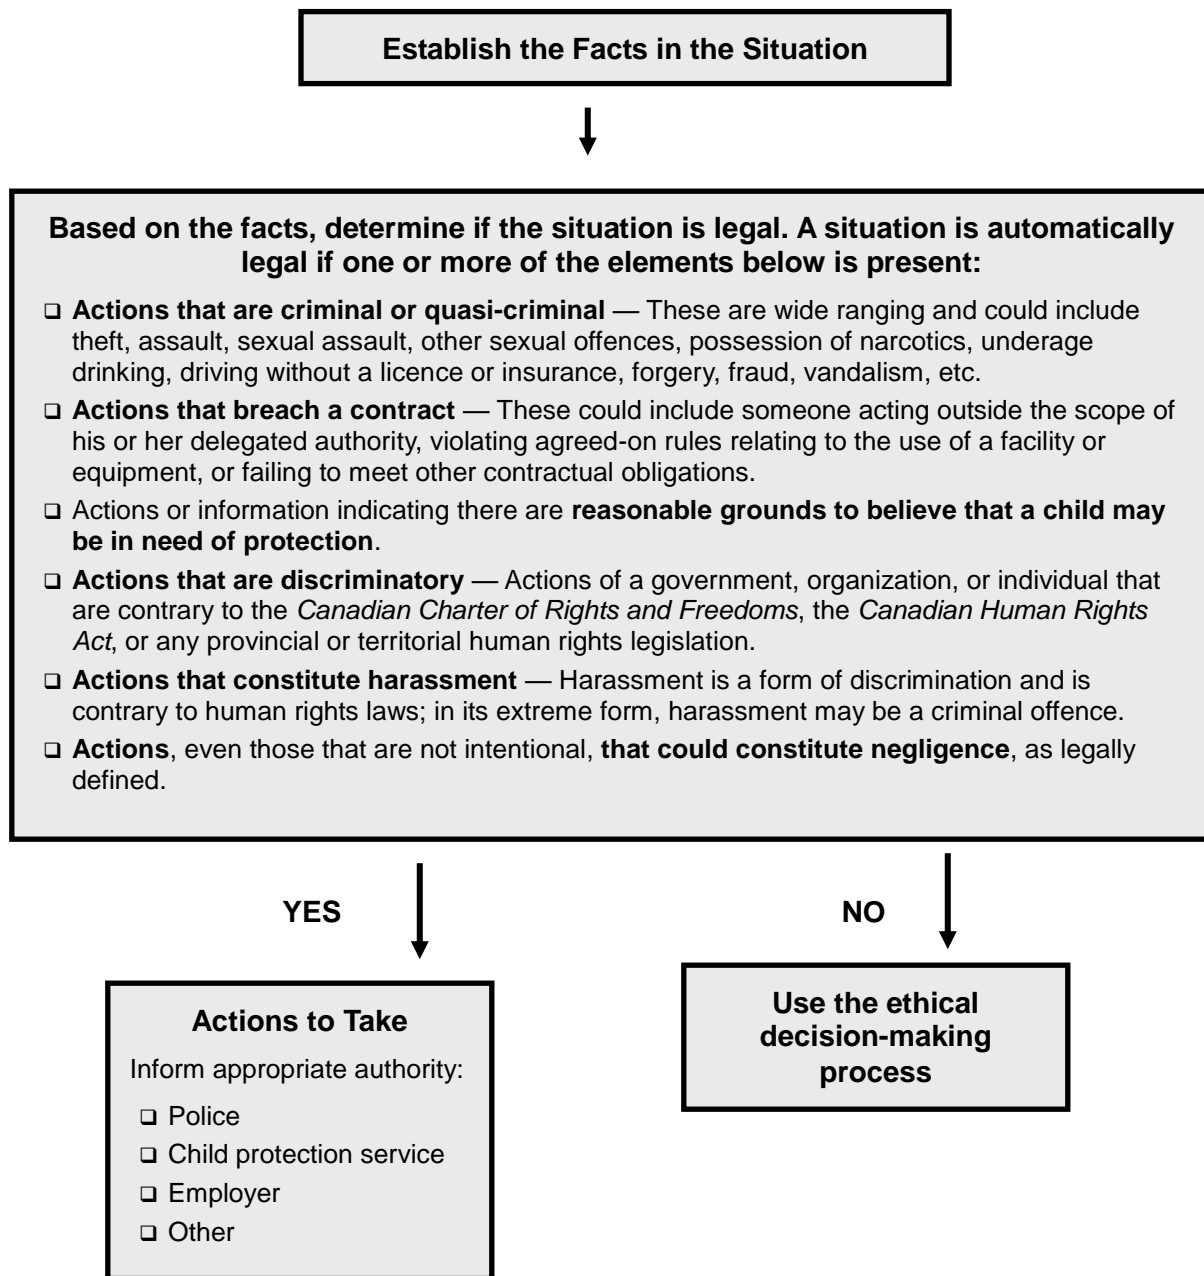 Establish the Facts in the Situation
Based on the facts, determine if the situation is legal. A situation is automatically
legal if one or more of the elements below is present:
❑ Actions that are criminal or quasi-criminal — These are wide ranging and could include
theft, assault, sexual assault, other sexual offences, possession of narcotics, underage
drinking, driving without a licence or insurance, forgery, fraud, vandalism, etc.
❑ Actions that breach a contract — These could include someone acting outside the scope of
his or her delegated authority, violating agreed-on rules relating to the use of a facility or
equipment, or failing to meet other contractual obligations.
❑ Actions or information indicating there are reasonable grounds to believe that a child may
be in need of protection.
❑ Actions that are discriminatory — Actions of a government, organization, or individual that
are contrary to the Canadian Charter of Rights and Freedoms, the Canadian Human Rights
Act, or any provincial or territorial human rights legislation.
❑ Actions that constitute harassment — Harassment is a form of discrimination and is
contrary to human rights laws; in its extreme form, harassment may be a criminal offence.
❑ Actions, even those that are not intentional, that could constitute negligence, as legally
defined.
YES
Actions to Take
Inform appropriate authority:
❑ Police
❑ Child protection service
❑ Employer
❑ Other
NO
Use the ethical
decision-making
process